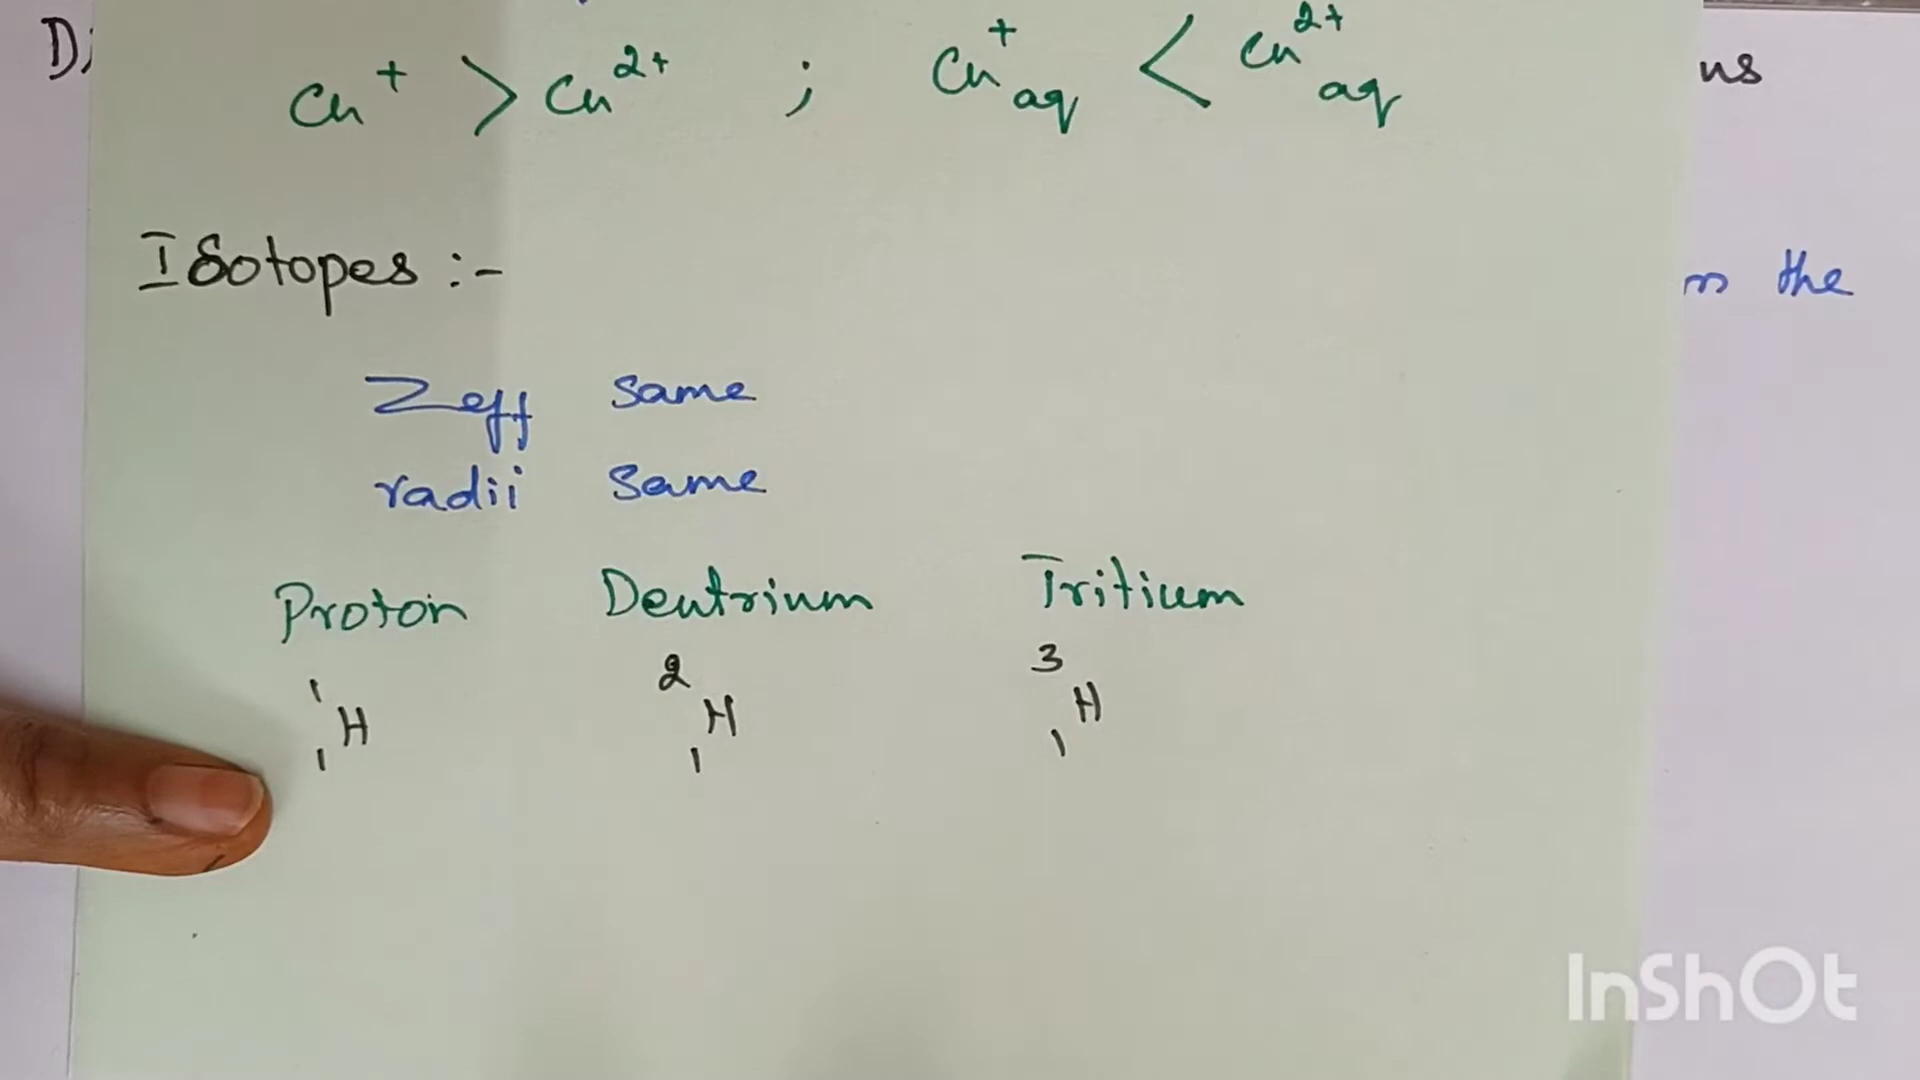 Cu⁺ > Cu²⁺ ; Cu⁺aq < Cu²⁺aq
ns
Isotopes :-
m the
Zeff same
radii same
Proton Deutrium Tritium
¹₁H ²₁H ³₁H
InShOt